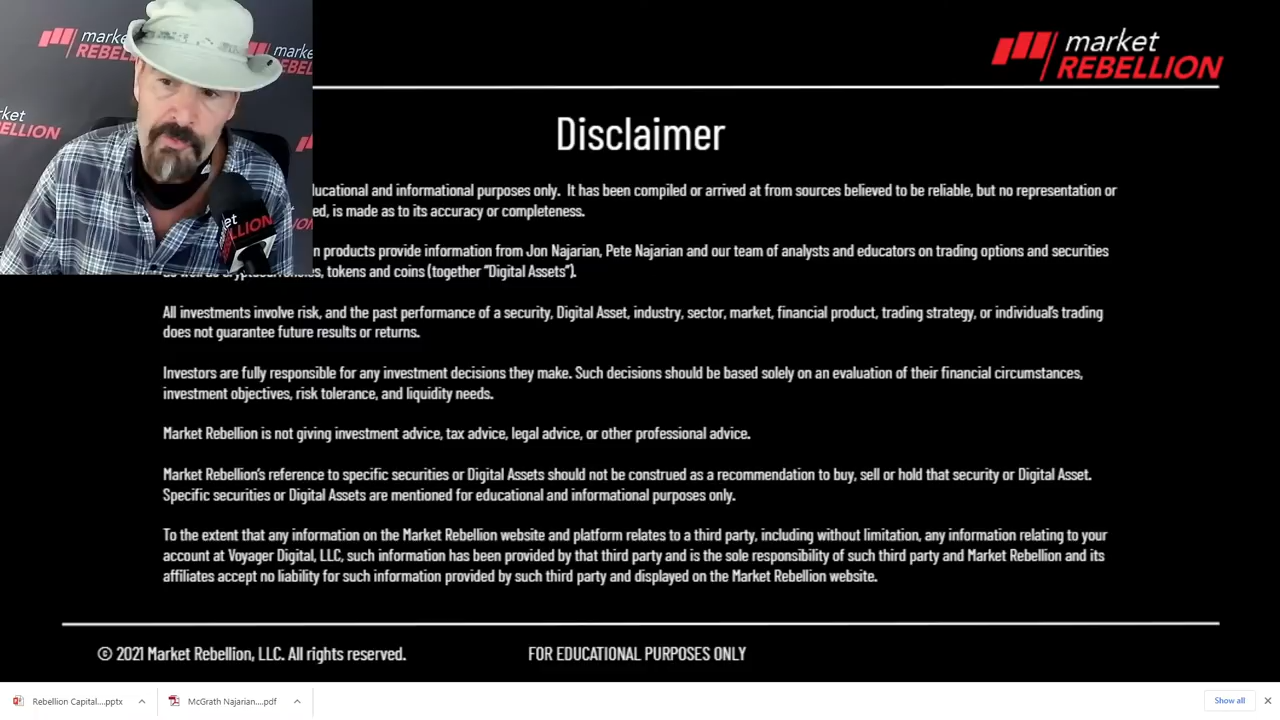 market
REBELLION
market
REBELLION
market
REBELLION
Disclaimer
educational and informational purposes only. It has been compiled or arrived at from sources believed to be reliable, but no representation or
is made as to its accuracy or completeness.
products provide information from Jon Najarian, Pete Najarian and our team of analysts and educators on trading options and securities
tokens and coins (together “Digital Assets”).
All investments involve risk, and the past performance of a security, Digital Asset, industry, sector, market, financial product, trading strategy, or individual's trading
does not guarantee future results or returns.
Investors are fully responsible for any investment decisions they make. Such decisions should be based solely on an evaluation of their financial circumstances,
investment objectives, risk tolerance, and liquidity needs.
Market Rebellion is not giving investment advice, tax advice, legal advice, or other professional advice.
Market Rebellion's reference to specific securities or Digital Assets should not be construed as a recommendation to buy, sell or hold that security or Digital Asset.
Specific securities or Digital Assets are mentioned for educational and informational purposes only.
To the extent that any information on the Market Rebellion website and platform relates to a third party, including without limitation, any information relating to your
account at Voyager Digital, LLC, such information has been provided by that third party and is the sole responsibility of such third party and Market Rebellion and its
affiliates accept no liability for such information provided by such third party and displayed on the Market Rebellion website.
© 2021 Market Rebellion, LLC. All rights reserved. FOR EDUCATIONAL PURPOSES ONLY
Rebellion Capital....pptx McGrath Najarian....pdf Show all